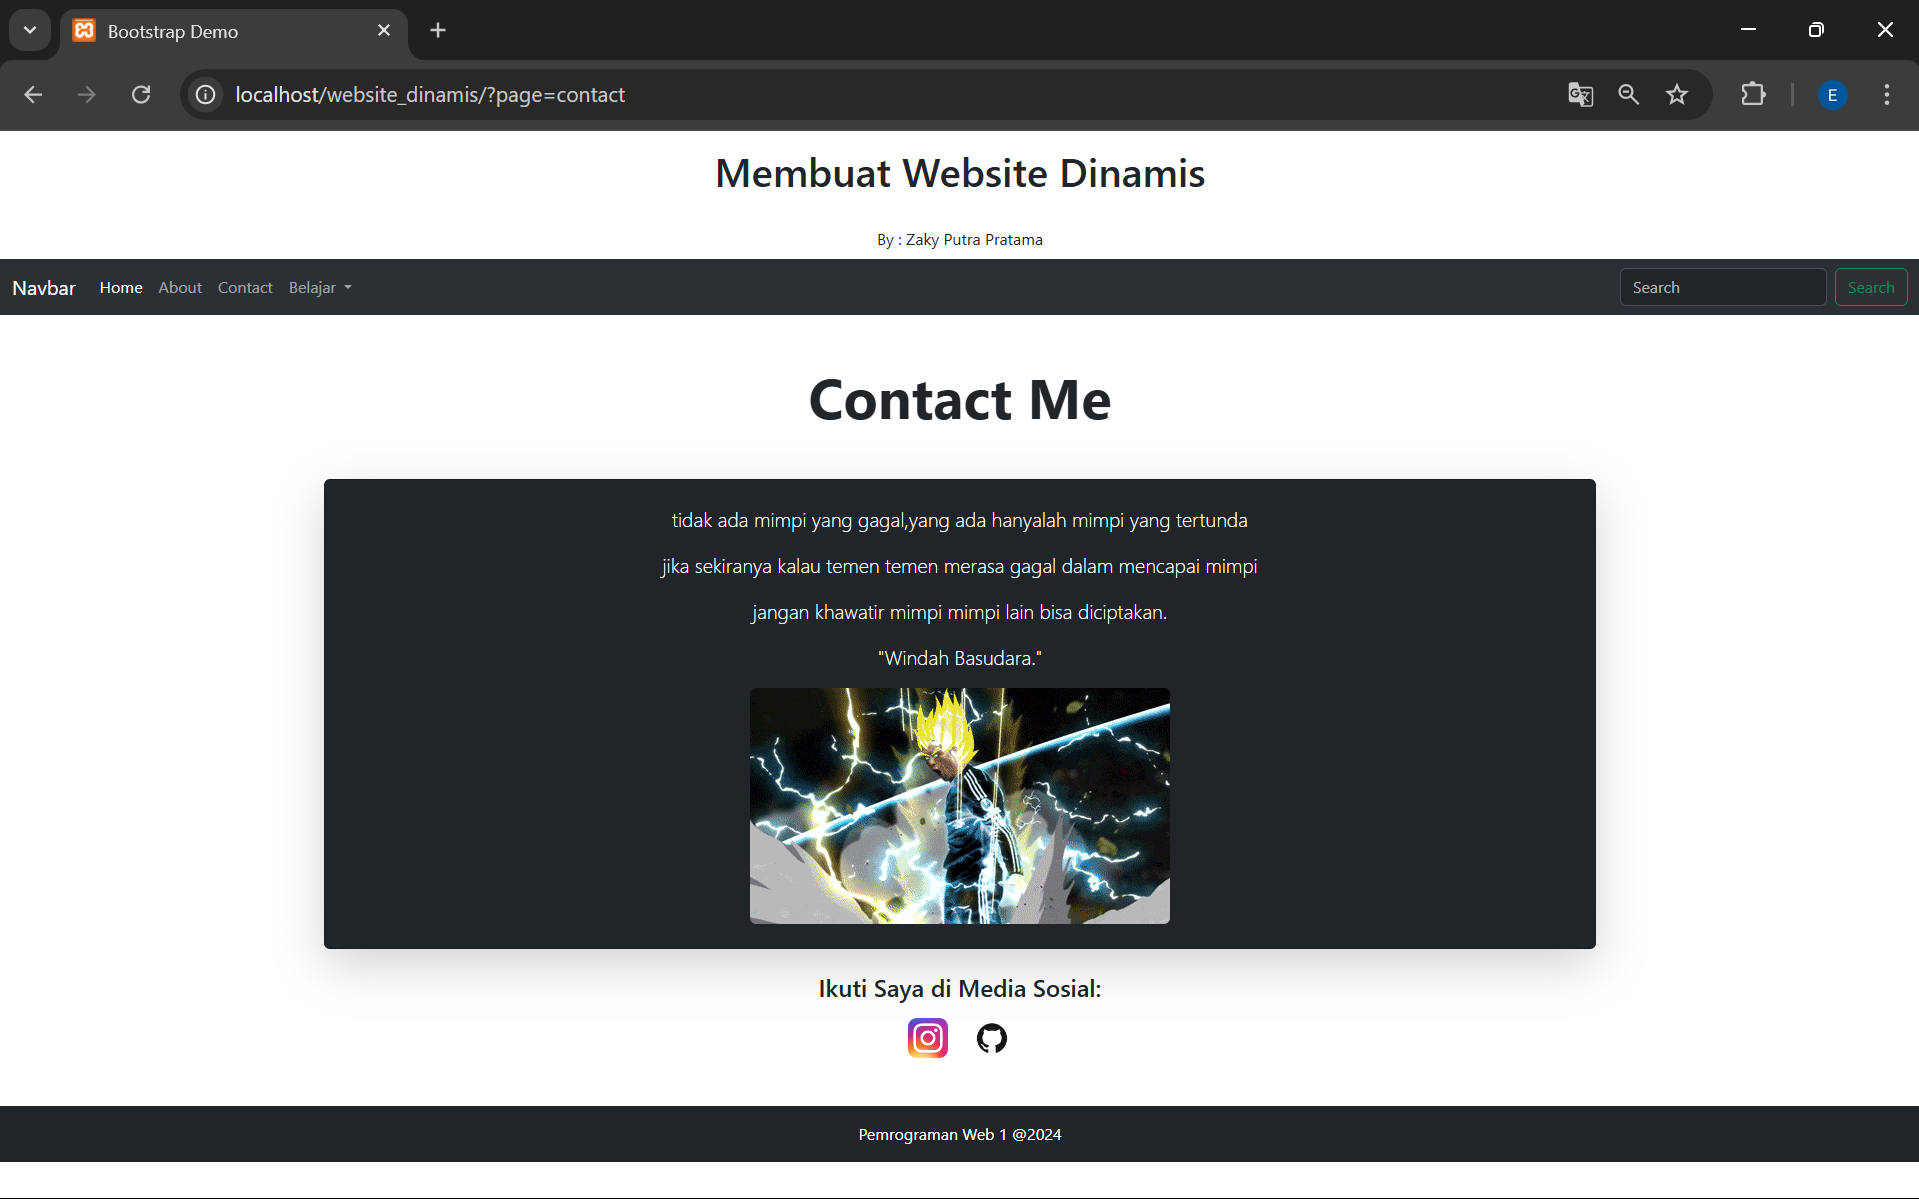 Bootstrap Demo
localhost/website_dinamis/?page=contact
E
Membuat Website Dinamis
By : Zaky Putra Pratama
Navbar Home About Contact Belajar Search Search
Contact Me
tidak ada mimpi yang gagal,yang ada hanyalah mimpi yang tertunda
jika sekiranya kalau temen temen merasa gagal dalam mencapai mimpi
jangan khawatir mimpi mimpi lain bisa diciptakan.
"Windah Basudara."
Ikuti Saya di Media Sosial:
Pemrograman Web 1 @2024